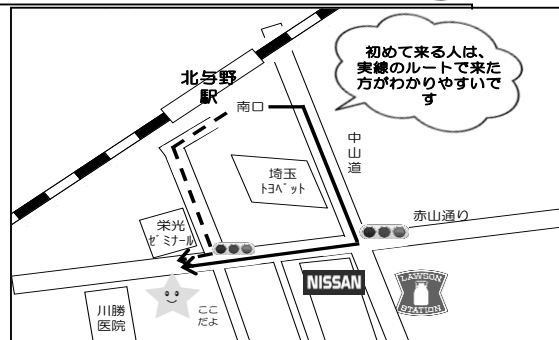 初めて来る人は、
実線のルートで来た
方がわかりやすいで
す
北与野
駅
南口
中山道
埼玉
ﾄﾖﾍﾟｯﾄ
赤山通り
栄光
ｾﾞﾐﾅｰﾙ
NISSAN
LAWSON
STATION
ここ
だよ
川勝
医院